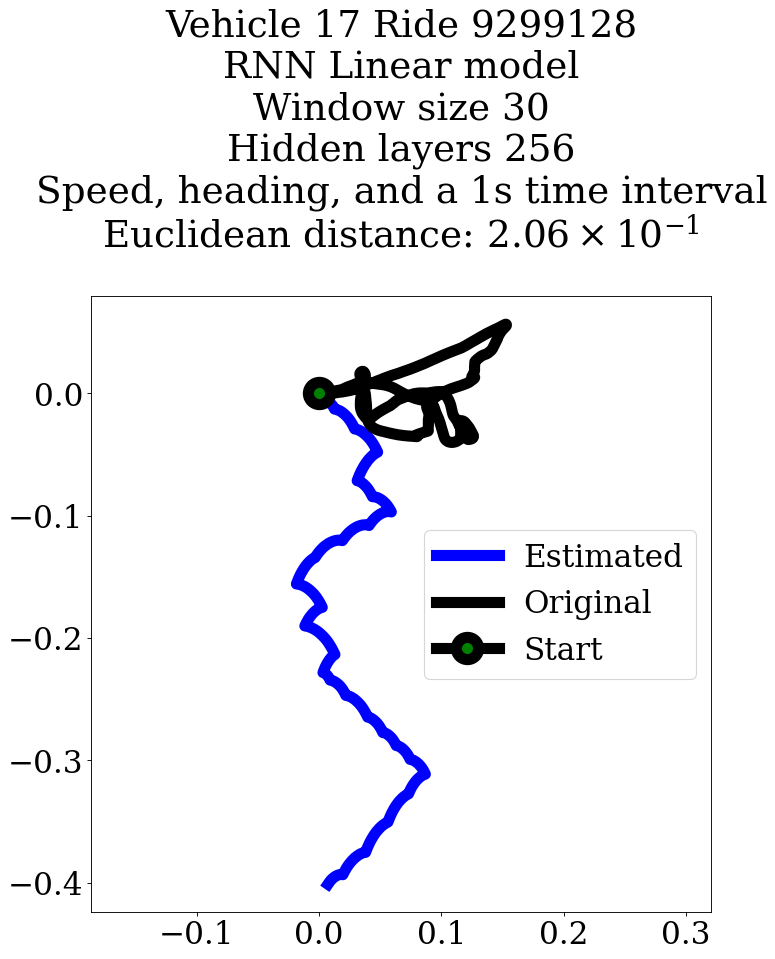 Vehicle 17 Ride 9299128
RNN Linear model
Window size 30
Hidden layers 256
Speed, heading, and a 1s time interval
Euclidean distance: 2.06 × 10⁻¹
0.0
−0.1
−0.2
−0.3
−0.4
Estimated
Original
Start
−0.1 0.0 0.1 0.2 0.3